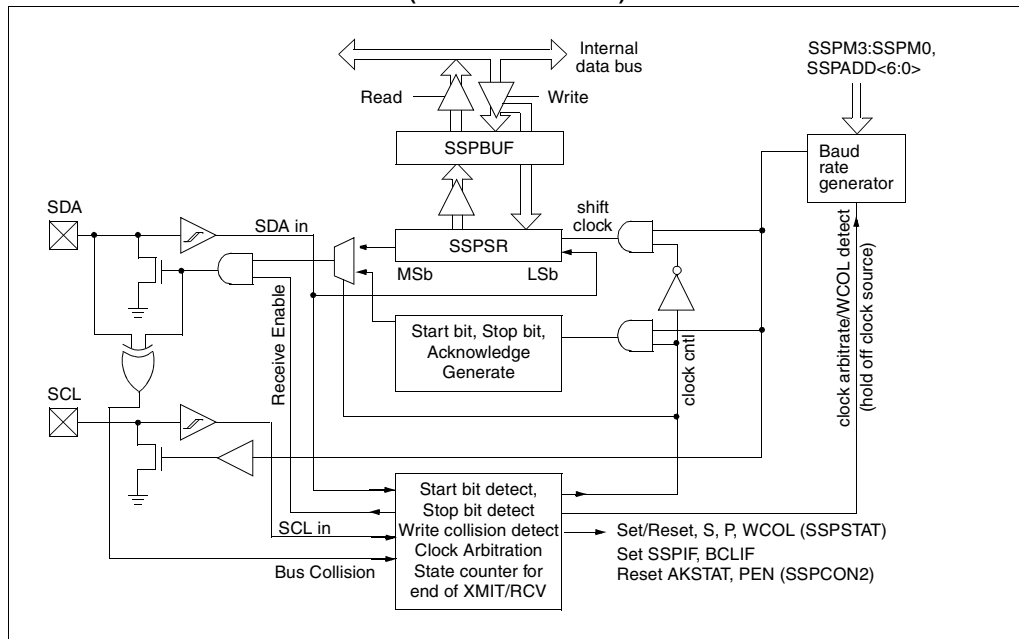 Internal
data bus
SSPM3:SSPM0,
SSPADD<6:0>
Read
Write
SSPBUF
Baud
rate
generator
SDA
SDA in
shift
clock
SSPSR
MSb
LSb
Start bit, Stop bit,
Acknowledge
Generate
Receive Enable
clock cntl
clock arbitrate/WCOL detect
(hold off clock source)
SCL
SCL in
Bus Collision
Start bit detect,
Stop bit detect
Write collision detect
Clock Arbitration
State counter for
end of XMIT/RCV
Set/Reset, S, P, WCOL (SSPSTAT)
Set SSPIF, BCLIF
Reset AKSTAT, PEN (SSPCON2)